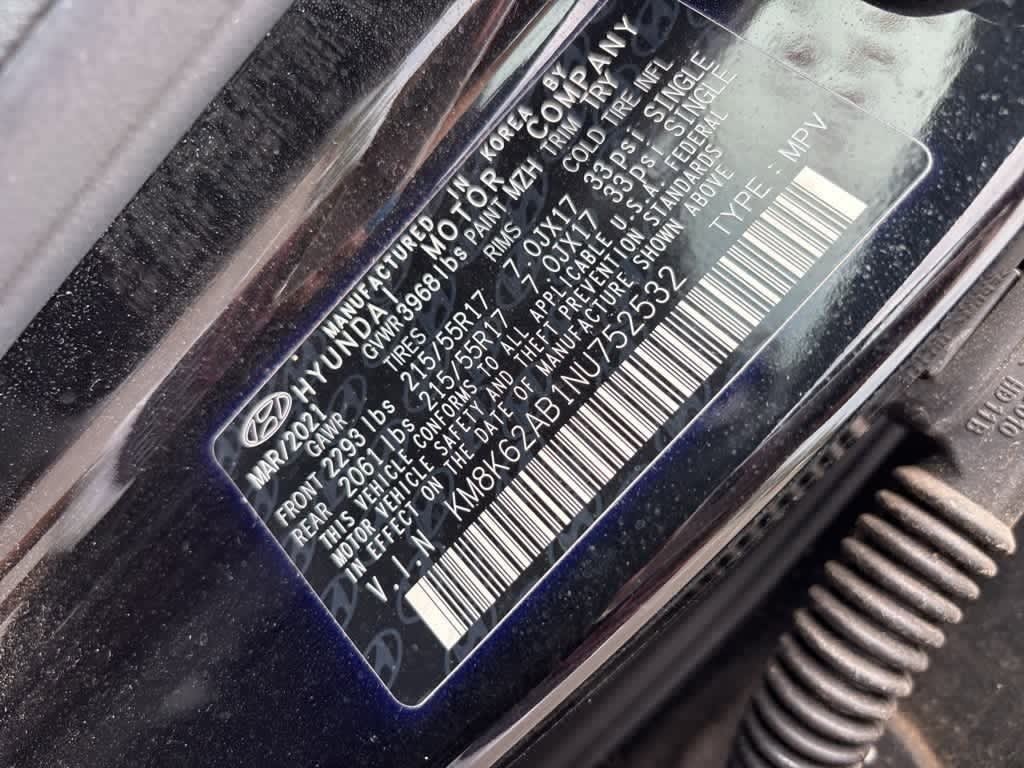 MANUFACTURED IN KOREA BY
HYUNDAI MOTOR COMPANY
MAR/2021 GWVR 3968 lbs PAINT MZH TRIM TRY
GAWR TIRES RIMS COLD TIRE INFL
FRONT 2293 lbs 215/55R17 7.0JX17 33psi SINGLE
REAR 2061 lbs 215/55R17 7.0JX17 33psi SINGLE
THIS VEHICLE CONFORMS TO ALL APPLICABLE U.S.A. FEDERAL
MOTOR VEHICLE SAFETY AND THEFT PREVENTION STANDARDS
IN EFFECT ON THE DATE OF MANUFACTURE SHOWN ABOVE
V.I.N KM8K62AB1NU752532 TYPE : MPV